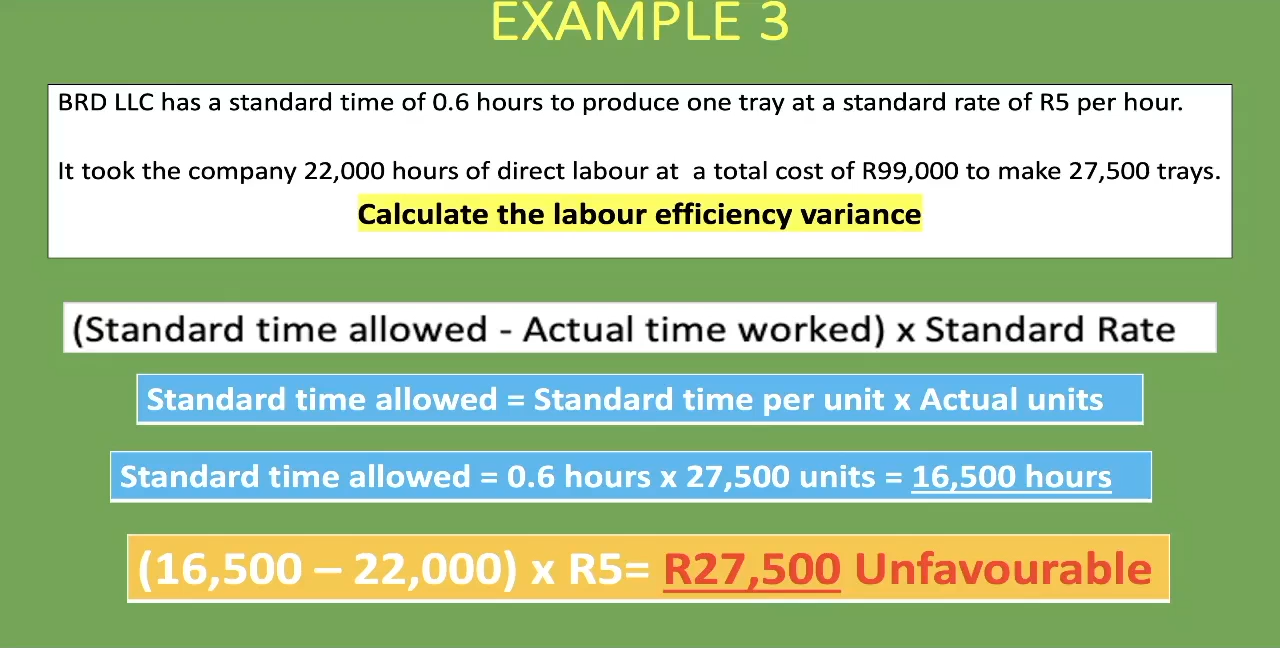 EXAMPLE 3
BRD LLC has a standard time of 0.6 hours to produce one tray at a standard rate of R5 per hour.
It took the company 22,000 hours of direct labour at a total cost of R99,000 to make 27,500 trays.
Calculate the labour efficiency variance
(Standard time allowed - Actual time worked) x Standard Rate
Standard time allowed = Standard time per unit x Actual units
Standard time allowed = 0.6 hours x 27,500 units = 16,500 hours
(16,500 – 22,000) x R5= R27,500 Unfavourable